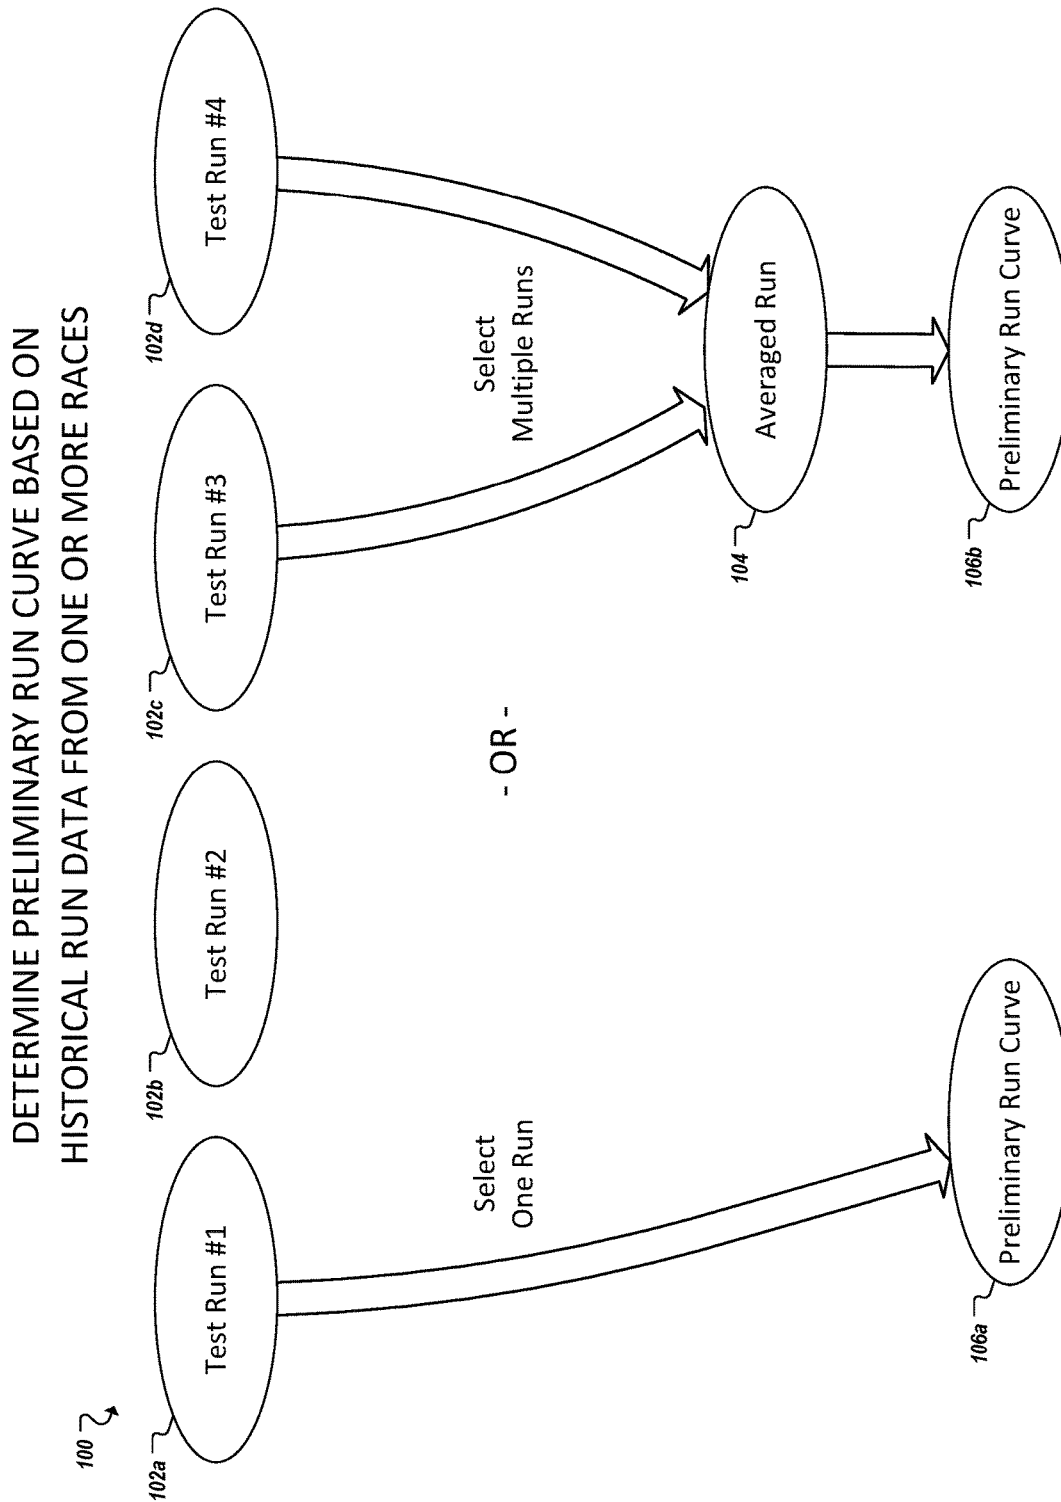 DETERMINE PRELIMINARY RUN CURVE BASED ON
HISTORICAL RUN DATA FROM ONE OR MORE RACES
100
102a
Test Run #1
102b
Test Run #2
102c
Test Run #3
102d
Test Run #4
Select
One Run
- OR -
Select
Multiple Runs
104
Averaged Run
106a
Preliminary Run Curve
106b
Preliminary Run Curve